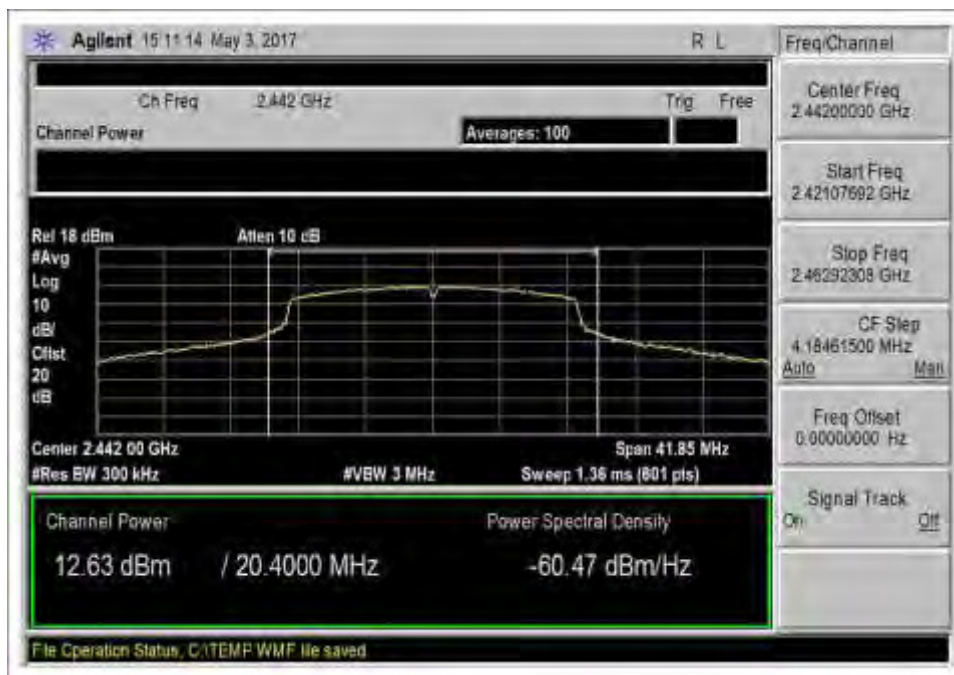 Agilent 15:11:14 May 3, 2017 R L
Freq/Channel
Ch Freq 2.442 GHz Trig Free
Channel Power Averages: 100
Center Freq
2.44200000 GHz
Start Freq
2.42107692 GHz
Stop Freq
2.46292308 GHz
CF Step
4.18461500 MHz
Auto Man
Freq Offset
0.00000000 Hz
Signal Track
On Off
Ref 18 dBm Atten 10 dB
#Avg
Log
10
dB/
Offst
20
dB
Center 2.442 00 GHz Span 41.85 MHz
#Res BW 300 kHz #VBW 3 MHz Sweep 1.36 ms (601 pts)
Channel Power Power Spectral Density
12.63 dBm / 20.4000 MHz -60.47 dBm/Hz
File Operation Status, C:\TEMP.WMF file saved